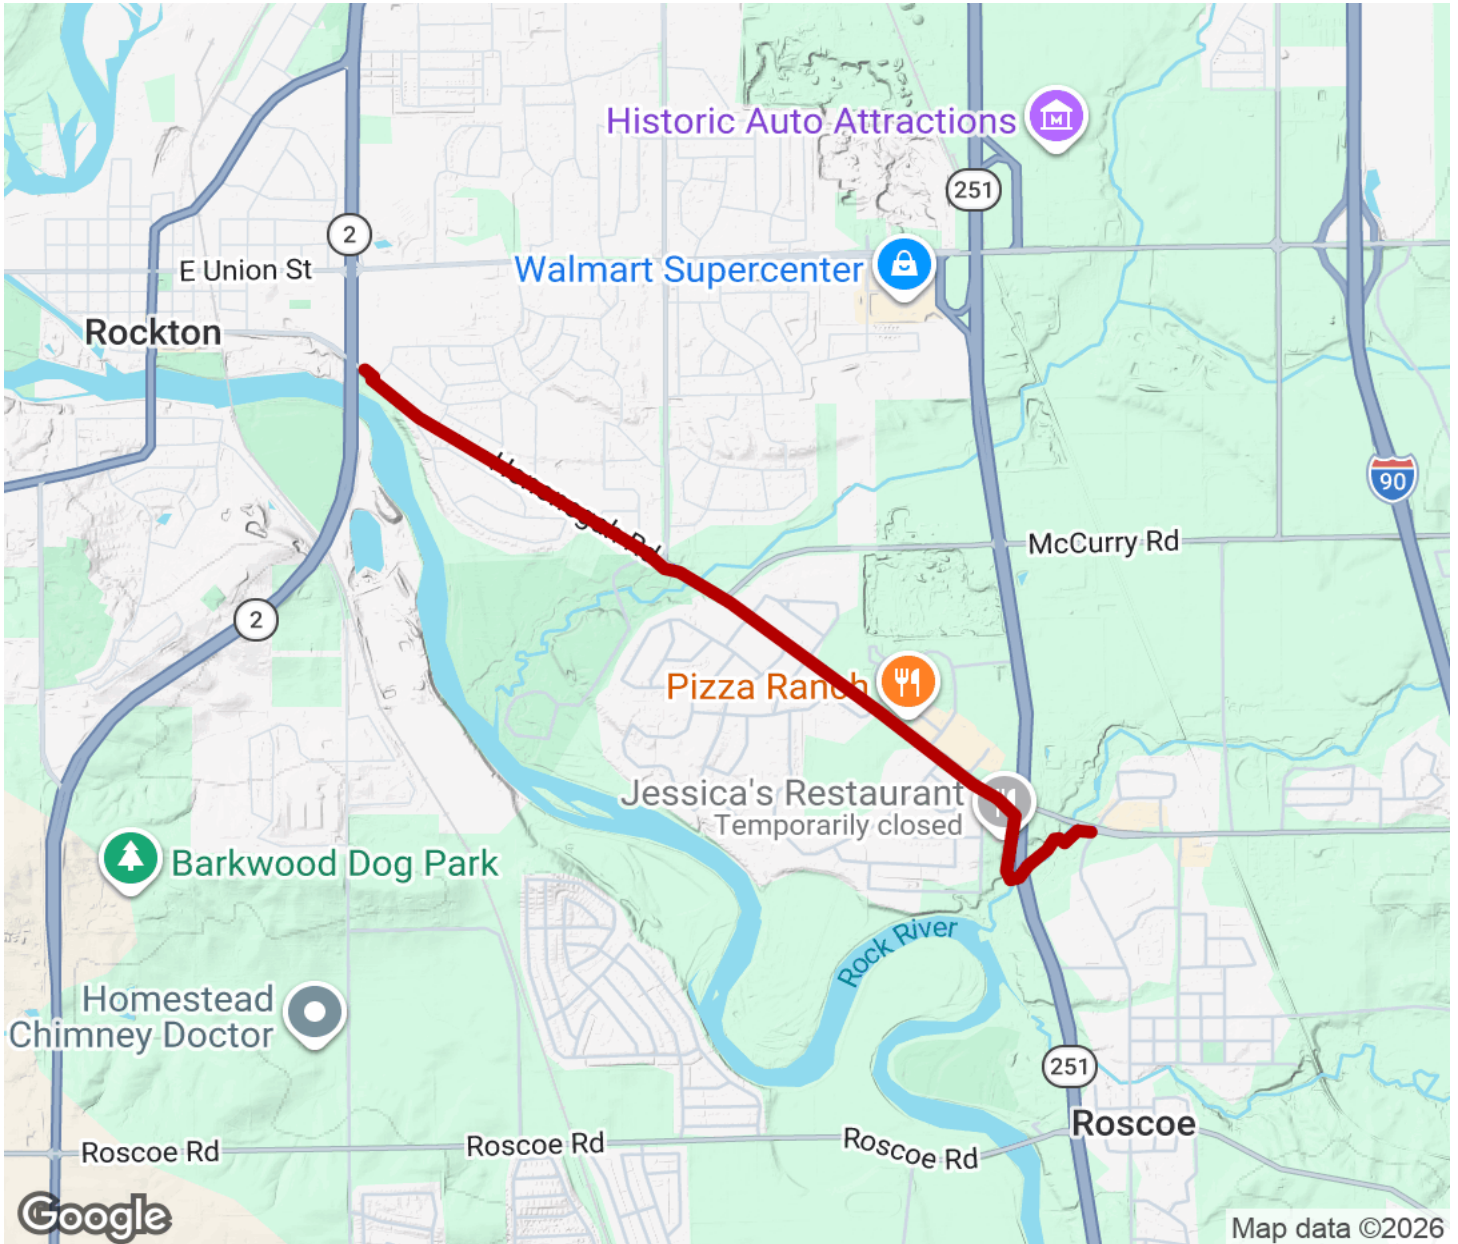 Historic Auto Attractions
251
2
Walmart Supercenter
E Union St
Rockton
90
Hononegah Rd
McCurry Rd
2
Pizza Ranch
Jessica's Restaurant
Temporarily closed
Barkwood Dog Park
Rock River
Homestead
Chimney Doctor
251
Roscoe
Roscoe Rd
Roscoe Rd
Roscoe Rd
Google
Map data ©2026